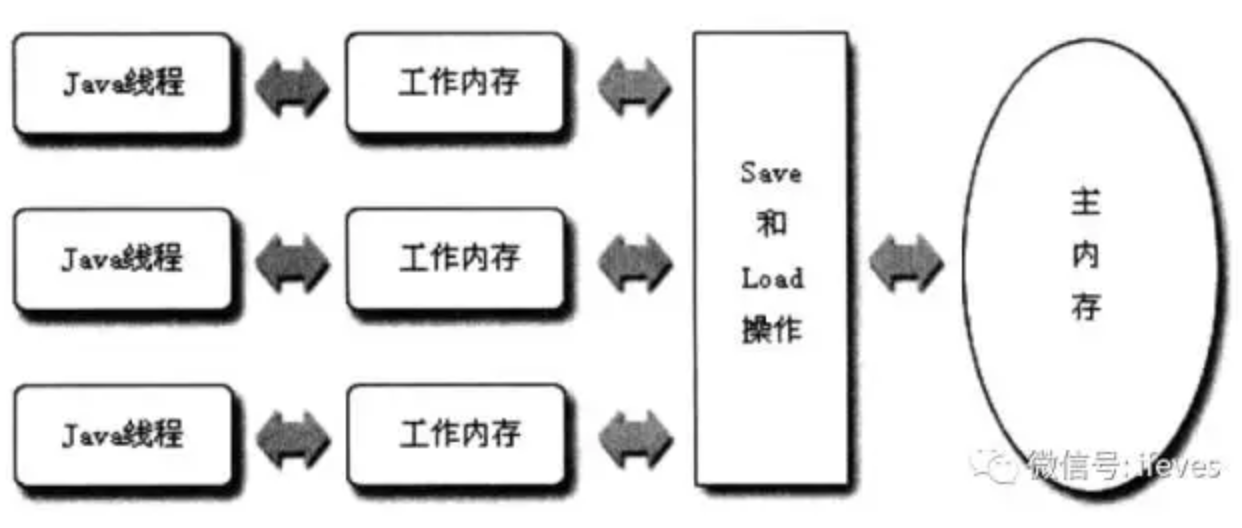 Java线程
工作内存
Java线程
工作内存
Java线程
工作内存
Save
和
Load
操作
主
内
存
微信号: ifeves